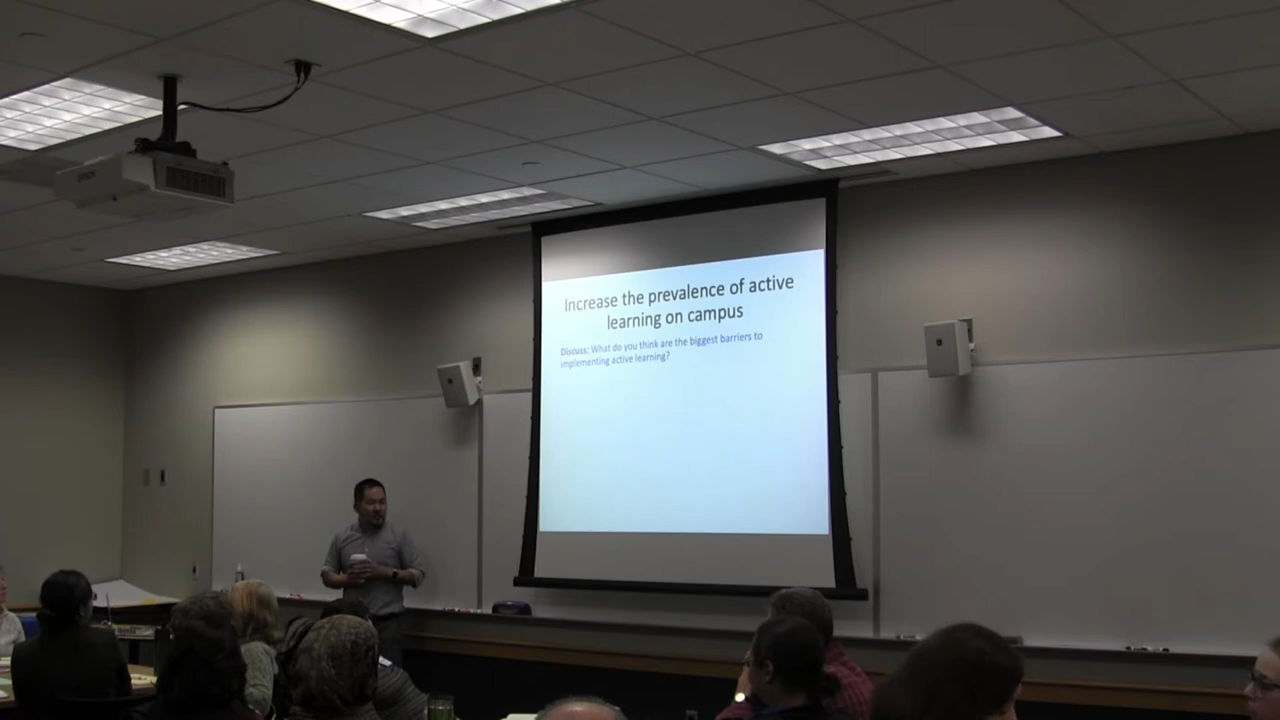 Increase the prevalence of active
learning on campus
Discuss: What do you think are the biggest barriers to
implementing active learning?